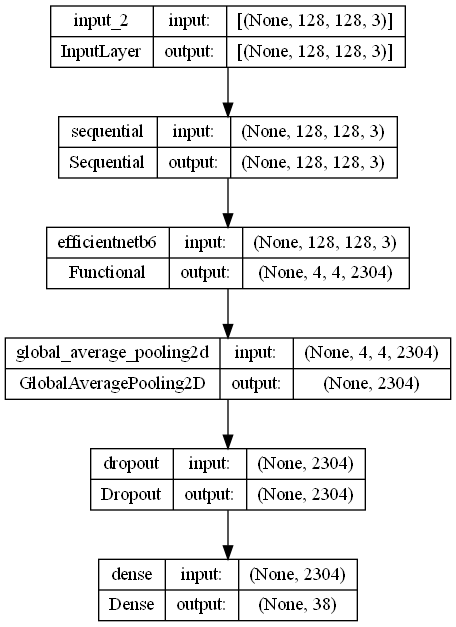 input_2 input: [(None, 128, 128, 3)]
InputLayer output: [(None, 128, 128, 3)]
sequential input: (None, 128, 128, 3)
Sequential output: (None, 128, 128, 3)
efficientnetb6 input: (None, 128, 128, 3)
Functional output: (None, 4, 4, 2304)
global_average_pooling2d input: (None, 4, 4, 2304)
GlobalAveragePooling2D output: (None, 2304)
dropout input: (None, 2304)
Dropout output: (None, 2304)
dense input: (None, 2304)
Dense output: (None, 38)